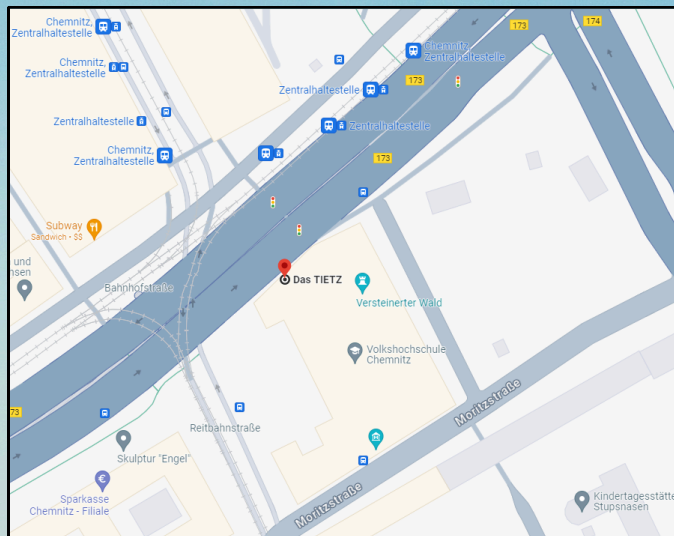 Chemnitz,
Zentralhaltestelle
173
174
Chemnitz,
Zentralhaltestelle
Chemnitz,
Zentralhaltestelle
173
Zentralhaltestelle
Zentralhaltestelle
Zentralhaltestelle
Chemnitz,
Zentralhaltestelle
173
Subway
Sandwich • $$
und
nsen
Bahnhofstraße
Das TIETZ
Versteinerter Wald
Volkshochschule
Chemnitz
Moritzstraße
73
Reitbahnstraße
Skulptur "Engel"
€
Sparkasse
Chemnitz - Filiale
Moritzstraße
Kindertagesstätte
Stupsnasen